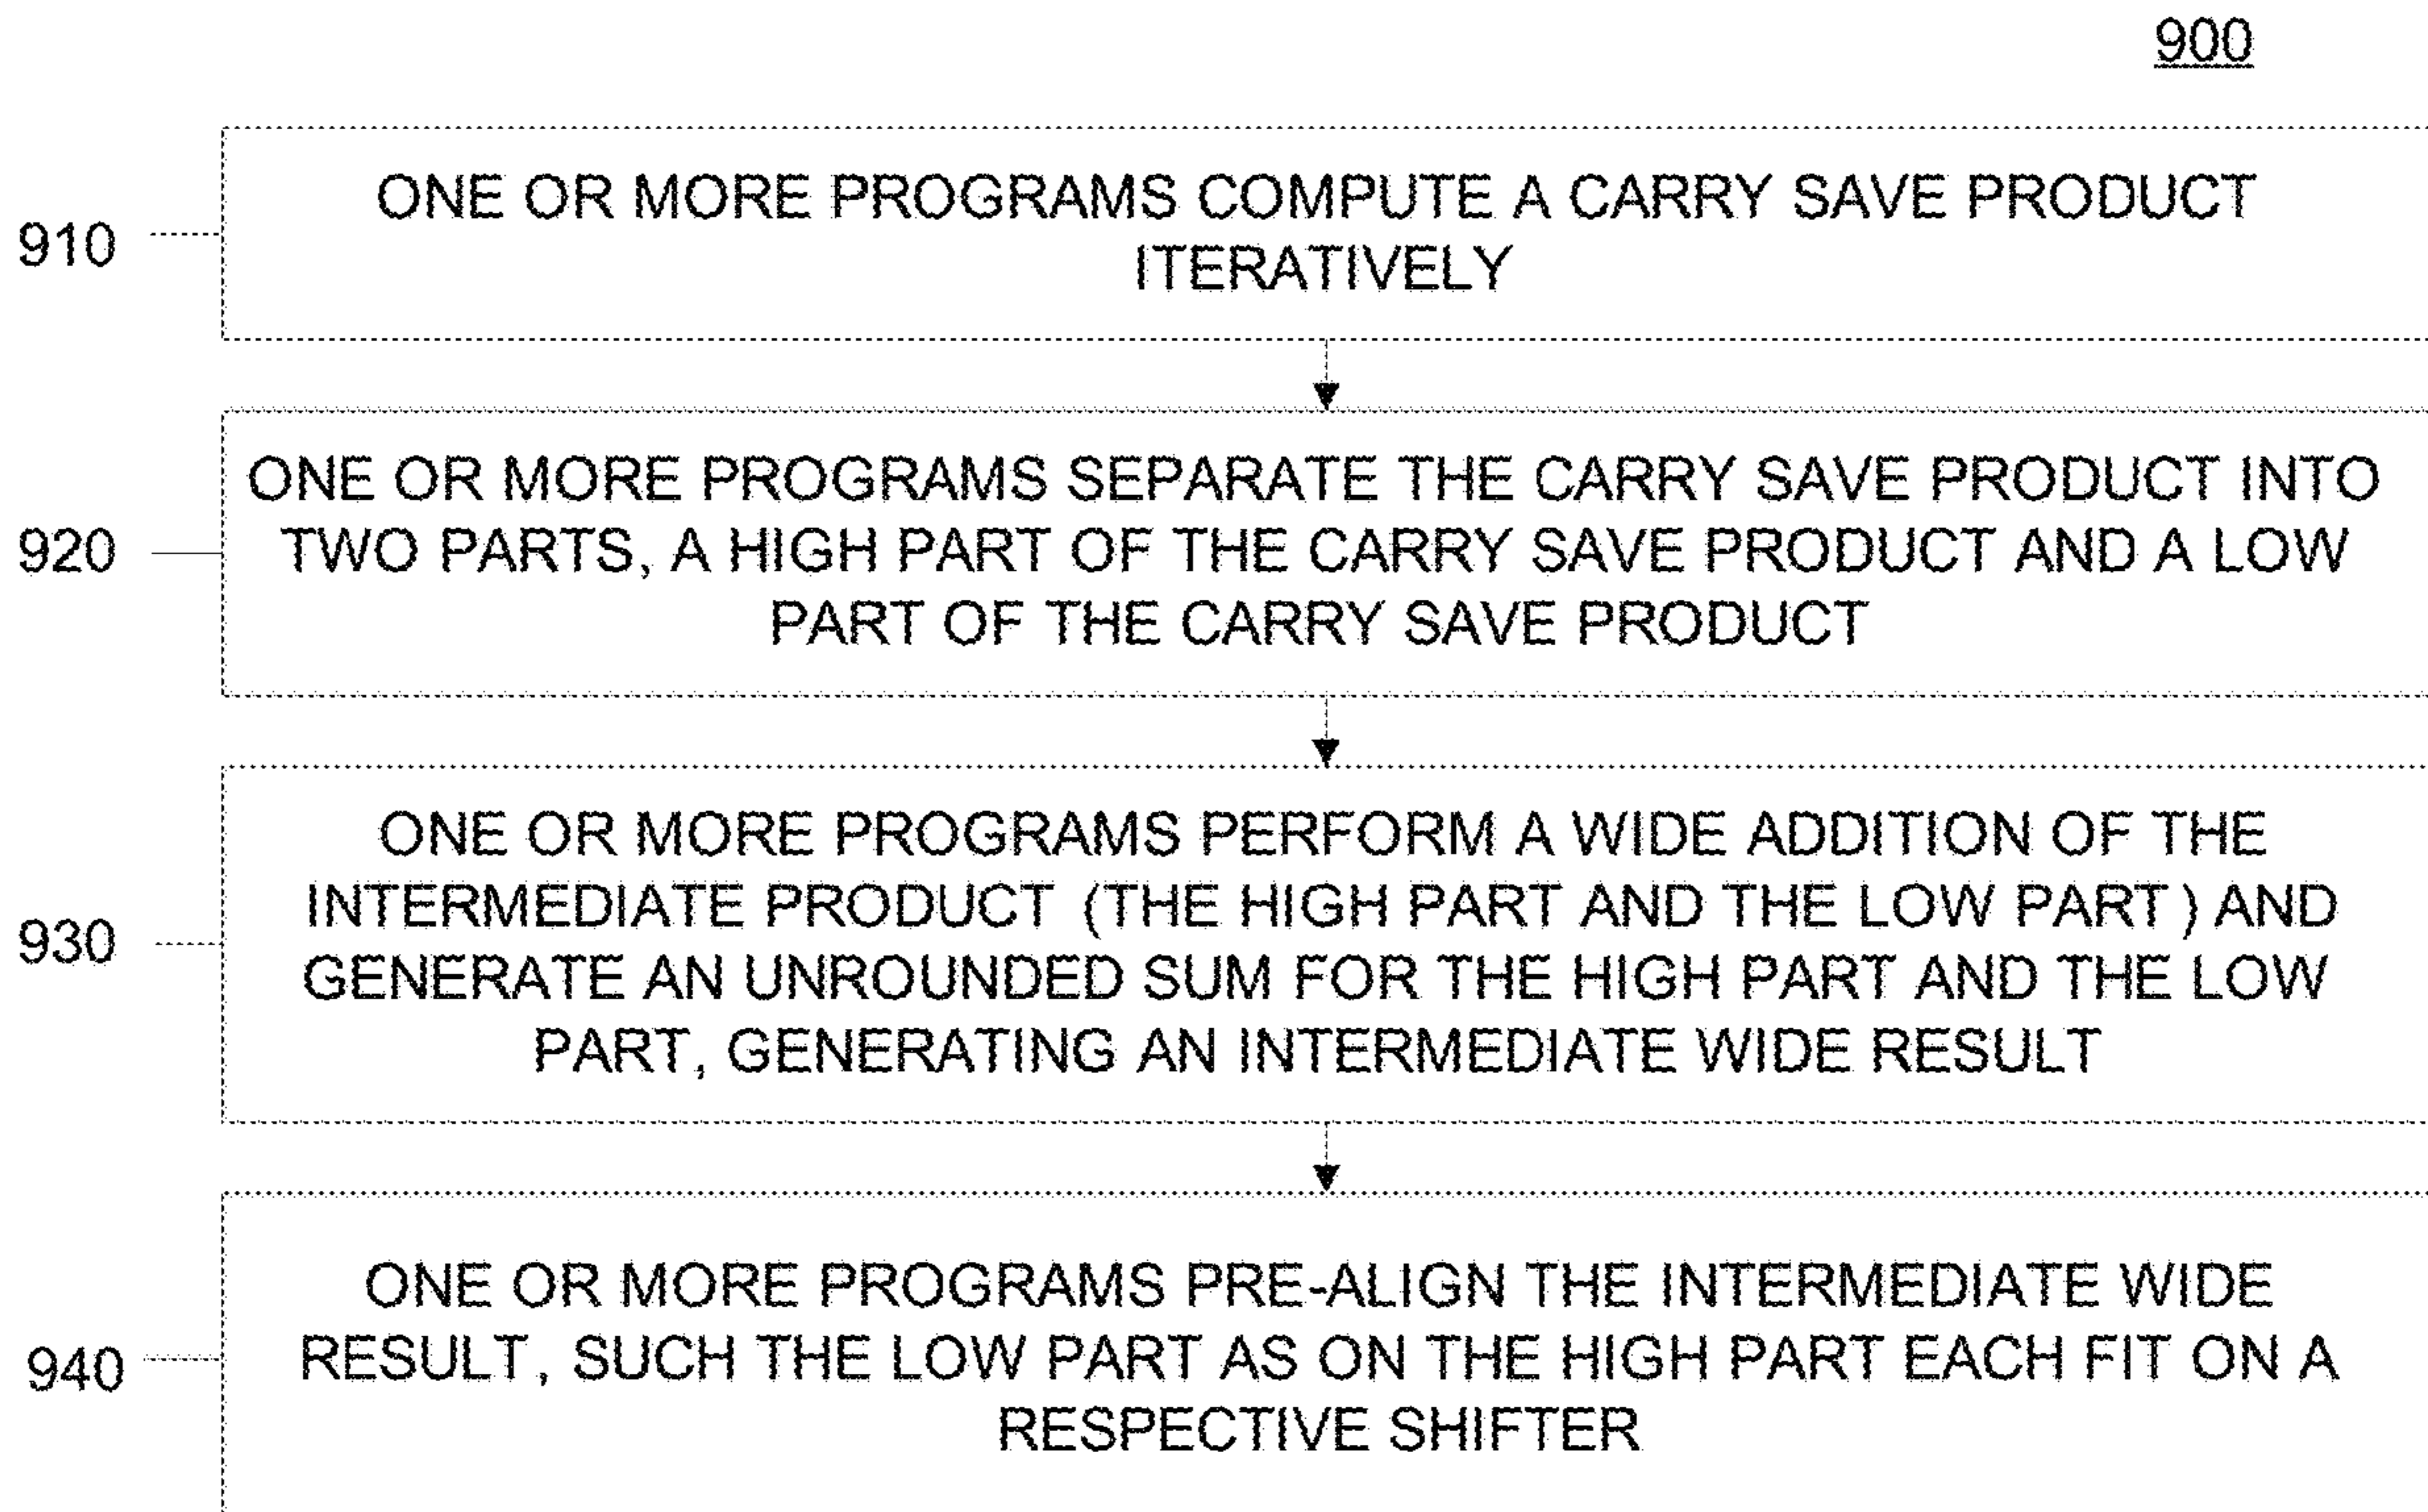 900
910
ONE OR MORE PROGRAMS COMPUTE A CARRY SAVE PRODUCT
ITERATIVELY
920
ONE OR MORE PROGRAMS SEPARATE THE CARRY SAVE PRODUCT INTO
TWO PARTS, A HIGH PART OF THE CARRY SAVE PRODUCT AND A LOW
PART OF THE CARRY SAVE PRODUCT
930
ONE OR MORE PROGRAMS PERFORM A WIDE ADDITION OF THE
INTERMEDIATE PRODUCT (THE HIGH PART AND THE LOW PART) AND
GENERATE AN UNROUNDED SUM FOR THE HIGH PART AND THE LOW
PART, GENERATING AN INTERMEDIATE WIDE RESULT
940
ONE OR MORE PROGRAMS PRE-ALIGN THE INTERMEDIATE WIDE
RESULT, SUCH THE LOW PART AS ON THE HIGH PART EACH FIT ON A
RESPECTIVE SHIFTER